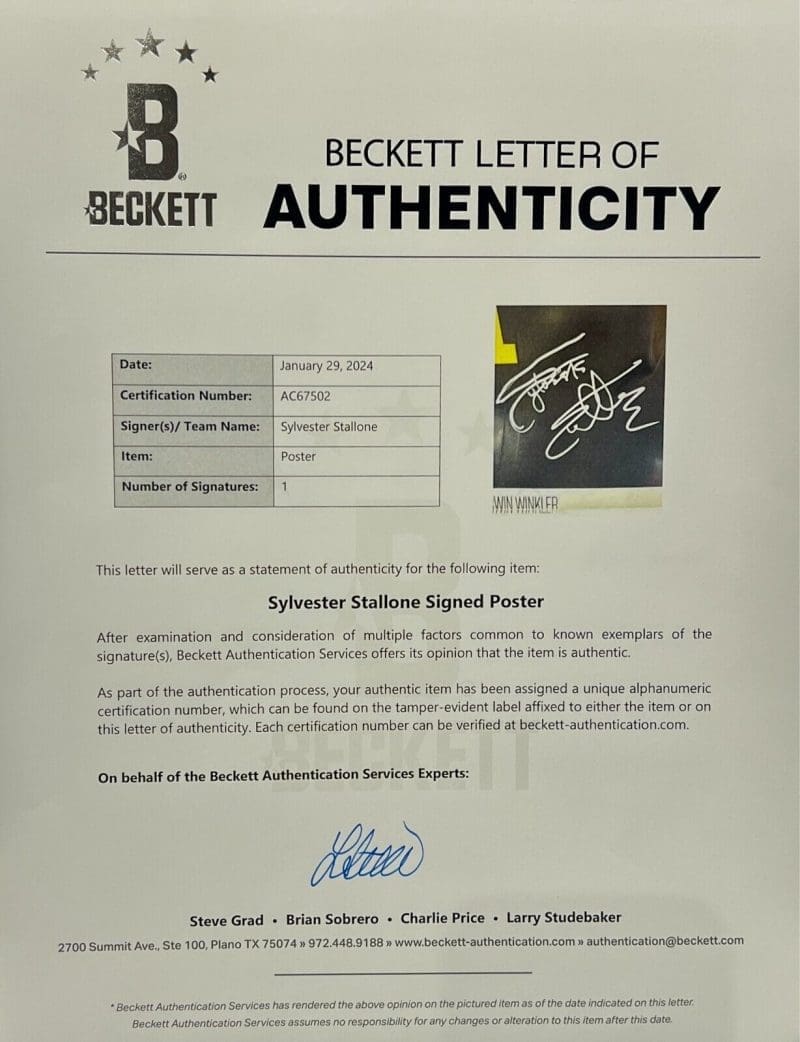 B
®
BECKETT
BECKETT LETTER OF
AUTHENTICITY
Date: January 29, 2024
Certification Number: AC67502
Signer(s)/ Team Name: Sylvester Stallone
Item: Poster
Number of Signatures: 1
WIN WINKLER
This letter will serve as a statement of authenticity for the following item:
Sylvester Stallone Signed Poster
After examination and consideration of multiple factors common to known exemplars of the
signature(s), Beckett Authentication Services offers its opinion that the item is authentic.
As part of the authentication process, your authentic item has been assigned a unique alphanumeric
certification number, which can be found on the tamper-evident label affixed to either the item or on
this letter of authenticity. Each certification number can be verified at beckett-authentication.com.
BECKETT
On behalf of the Beckett Authentication Services Experts:
Steve Grad • Brian Sobrero • Charlie Price • Larry Studebaker
2700 Summit Ave., Ste 100, Plano TX 75074 » 972.448.9188 » www.beckett-authentication.com » authentication@beckett.com
* Beckett Authentication Services has rendered the above opinion on the pictured item as of the date indicated on this letter.
Beckett Authentication Services assumes no responsibility for any changes or alteration to this item after this date.